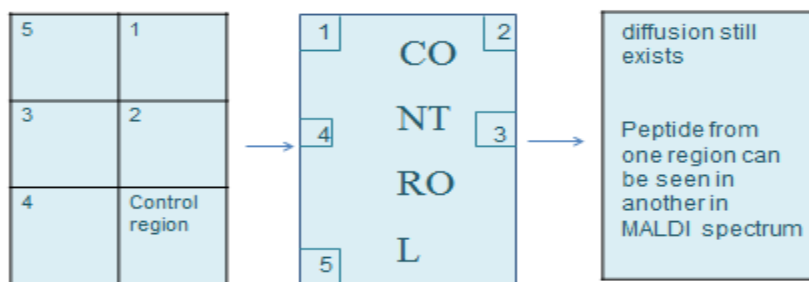 5
1
3
2
4
Control
region
1
2
CO
4
NT
3
RO
5
L
diffusion still
exists
Peptide from
one region can
be seen in
another in
MALDI spectrum